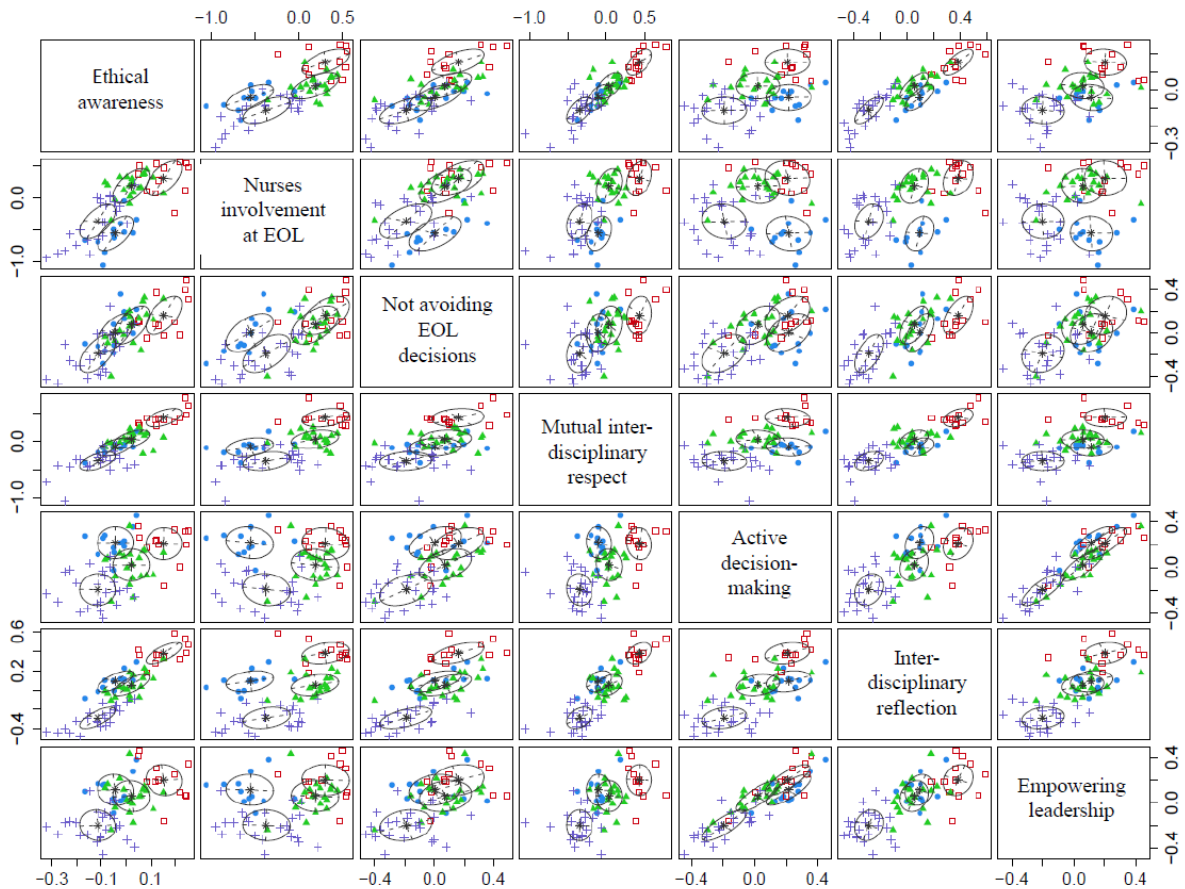 −1.0 0.0 0.5
−1.0 0.0 0.5
−0.4 0.0 0.4
Ethical
awareness
−0.3 0.0
0.0
−1.0
Nurses
involvement
at EOL
Not avoiding
EOL
decisions
−0.4 0.0 0.4
0.0
−1.0
Mutual inter-
disciplinary
respect
Active
decision-
making
−0.4 0.0 0.4
0.6
0.2
−0.4
Inter-
disciplinary
reflection
Empowering
leadership
−0.4 0.0 0.4
−0.3 −0.1 0.1
−0.4 0.0 0.4
−0.4 0.0 0.4
−0.4 0.0 0.4